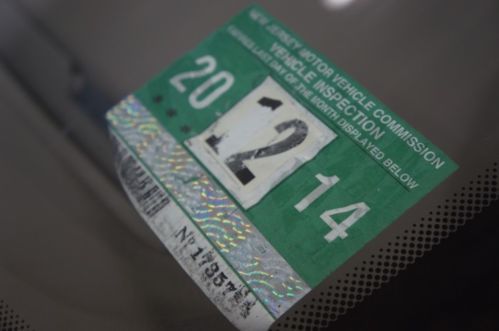 NEW JERSEY MOTOR VEHICLE COMMISSION
VEHICLE INSPECTION
EXPIRES LAST DAY OF THE MONTH DISPLAYED BELOW
20 12 14